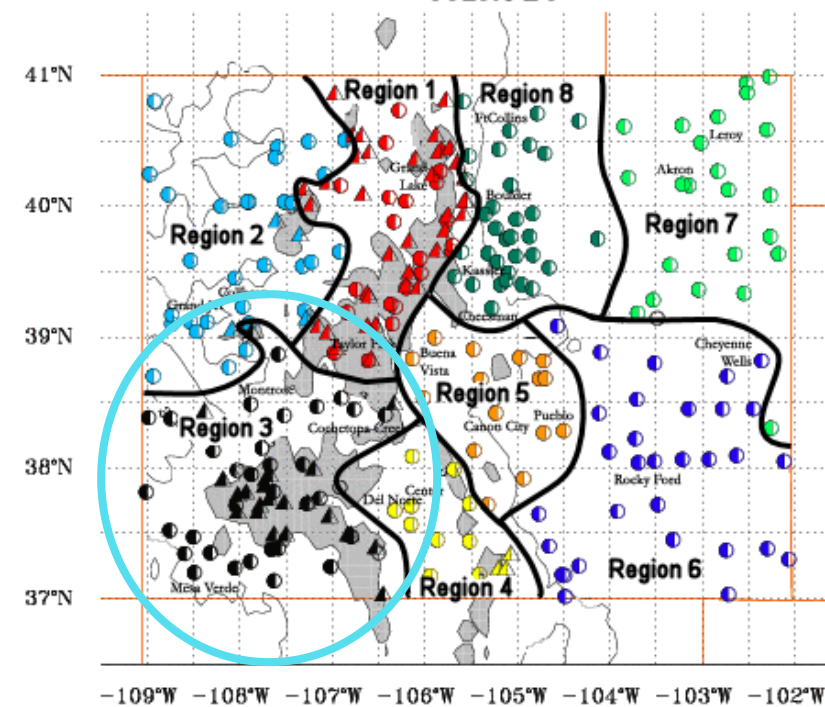 41°N
Region 1
Region 8
FtCollins
Leroy
Grand
Lake
Akron
40°N
Boulder
Region 2
Region 7
Kassler
Cheesman
39°N
Taylor
Buena
Vista
Cheyenne
Wells
Montrose
Region 5
Region 3
Pueblo
Cochetopa Creek
Canon City
38°N
Rocky Ford
Center
Del Norte
Mesa Verde
Region 4
Region 6
37°N
-109°W -108°W -107°W -106°W -105°W -104°W -103°W -102°W